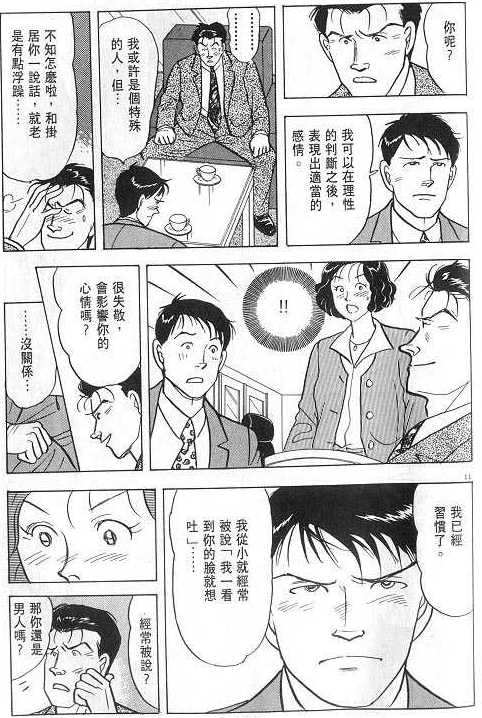 你呢？
我可以在理性
的判斷之後，
表現出適當的
感情。
………
我或許是個特殊
的人，但…
不知怎麼啦，和掛
居你一說話，就老
是有點浮躁…
!!
很失敬，
會影響你的
心情嗎？
………沒關係…
11
我已經
習慣了。
我從小就經常
被說「我一看
到你的臉就想
吐」……
經常被說？
那你還是
男人嗎？